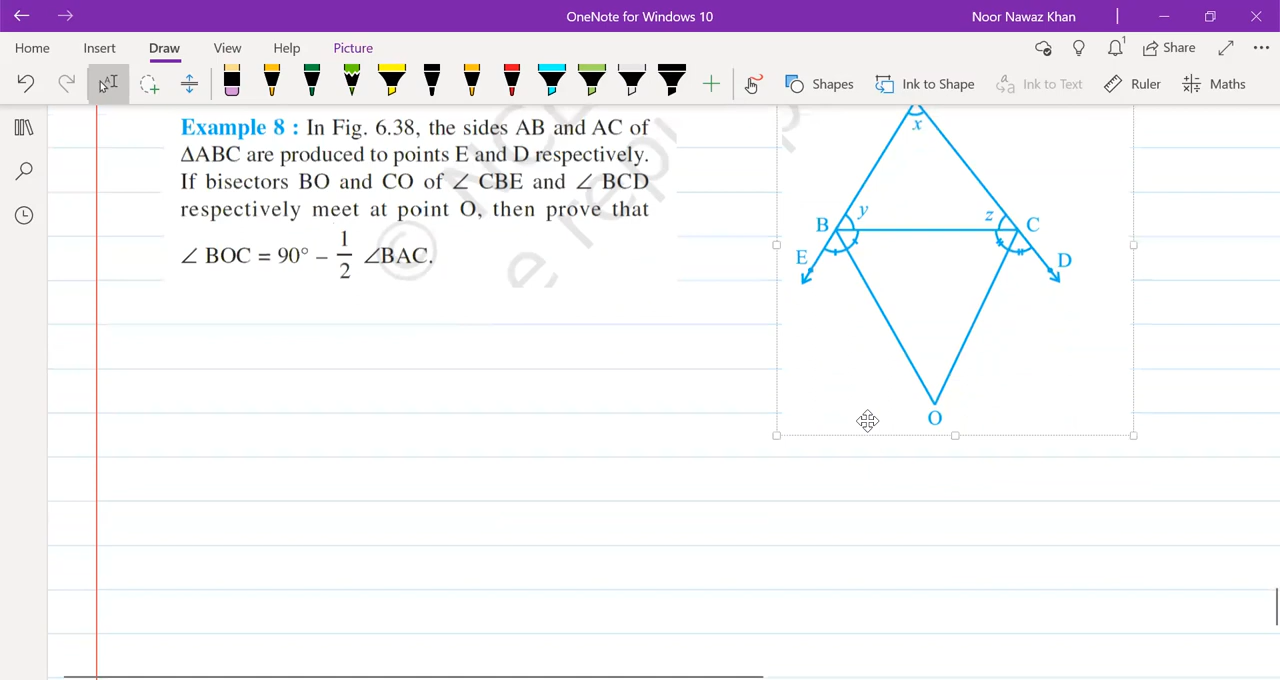 OneNote for Windows 10
Noor Nawaz Khan
Home Insert Draw View Help Picture
1 Share
Shapes Ink to Shape Ink to Text Ruler Maths
Example 8 : In Fig. 6.38, the sides AB and AC of
ΔABC are produced to points E and D respectively.
If bisectors BO and CO of ∠ CBE and ∠ BCD
respectively meet at point O, then prove that
∠ BOC = 90° – 1/2 ∠BAC.
x
B y z C
E D
O